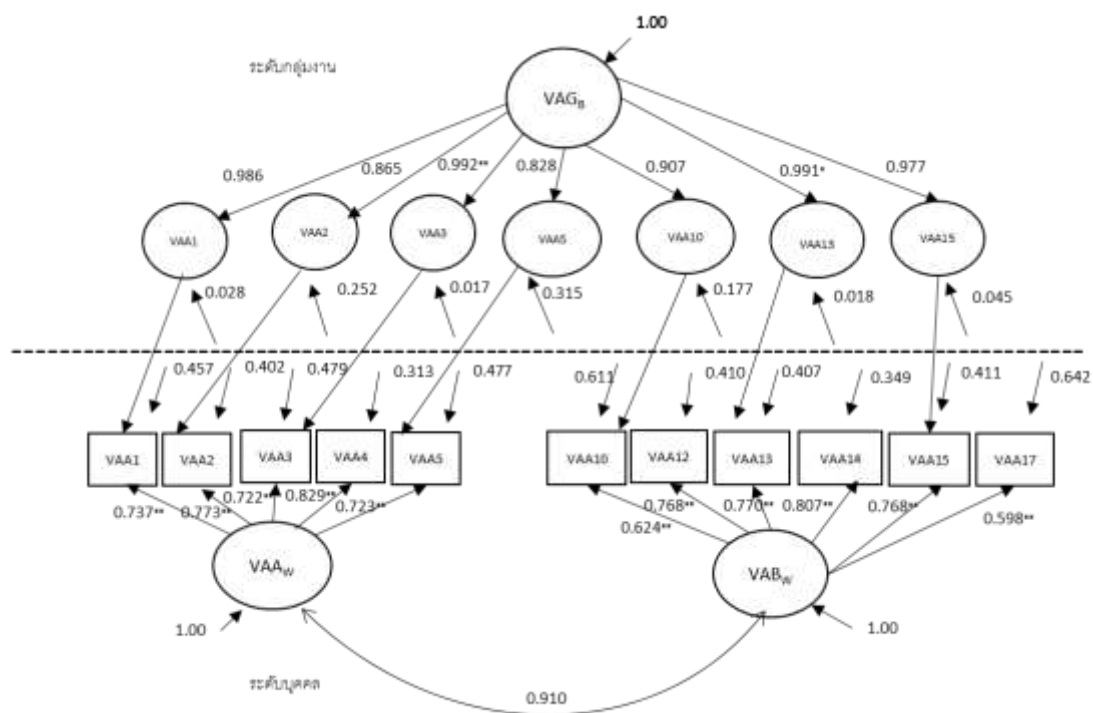 1.00
ระดับกลุ่มงาน
VAG_B
0.986
0.865
0.992**
0.828
0.907
0.991*
0.977
VAA1
VAA2
VAA3
VAA5
VAA10
VAA13
VAA15
0.028
0.252
0.017
0.315
0.177
0.018
0.045
0.457
0.402
0.479
0.313
0.477
0.611
0.410
0.407
0.349
0.411
0.642
VAA1
VAA2
VAA3
VAA4
VAA5
VAA10
VAA12
VAA13
VAA14
VAA15
VAA17
0.737**
0.773**
0.722**
0.829**
0.723**
0.624**
0.768**
0.770**
0.807**
0.768**
0.598**
VAA_W
VAB_W
1.00
1.00
ระดับบุคคล
0.910